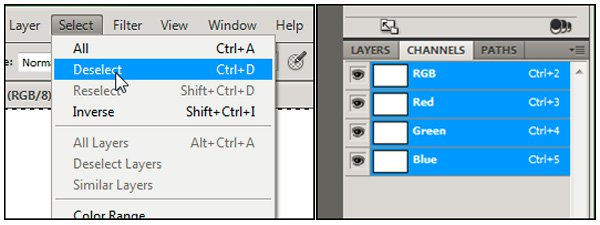 Layer Select Filter View Window Help
e: Norma
(RGB/8)
All Ctrl+A
Deselect Ctrl+D
Reselect Shift+Ctrl+D
Inverse Shift+Ctrl+I
All Layers Alt+Ctrl+A
Deselect Layers
Similar Layers
Color Range
LAYERS CHANNELS PATHS
RGB Ctrl+2
Red Ctrl+3
Green Ctrl+4
Blue Ctrl+5